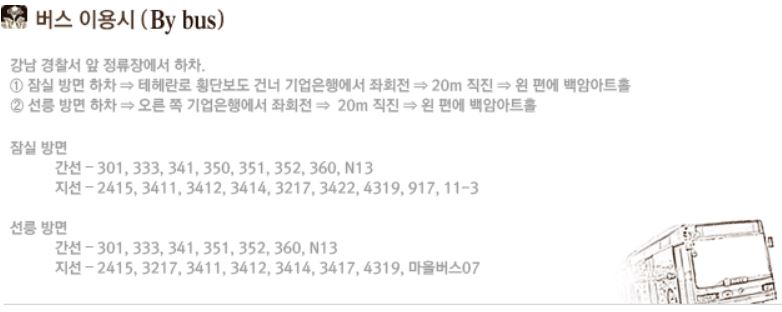 버스 이용시 (By bus)
강남 경찰서 앞 정류장에서 하차.
① 잠실 방면 하차 ⇒ 테헤란로 횡단보도 건너 기업은행에서 좌회전 ⇒ 20m 직진 ⇒ 왼 편에 백암아트홀
② 선릉 방면 하차 ⇒ 오른 쪽 기업은행에서 좌회전 ⇒ 20m 직진 ⇒ 왼 편에 백암아트홀
잠실 방면
간선 - 301, 333, 341, 350, 351, 352, 360, N13
지선 - 2415, 3411, 3412, 3414, 3217, 3422, 4319, 917, 11-3
선릉 방면
간선 - 301, 333, 341, 351, 352, 360, N13
지선 - 2415, 3217, 3411, 3412, 3414, 3417, 4319, 마을버스07